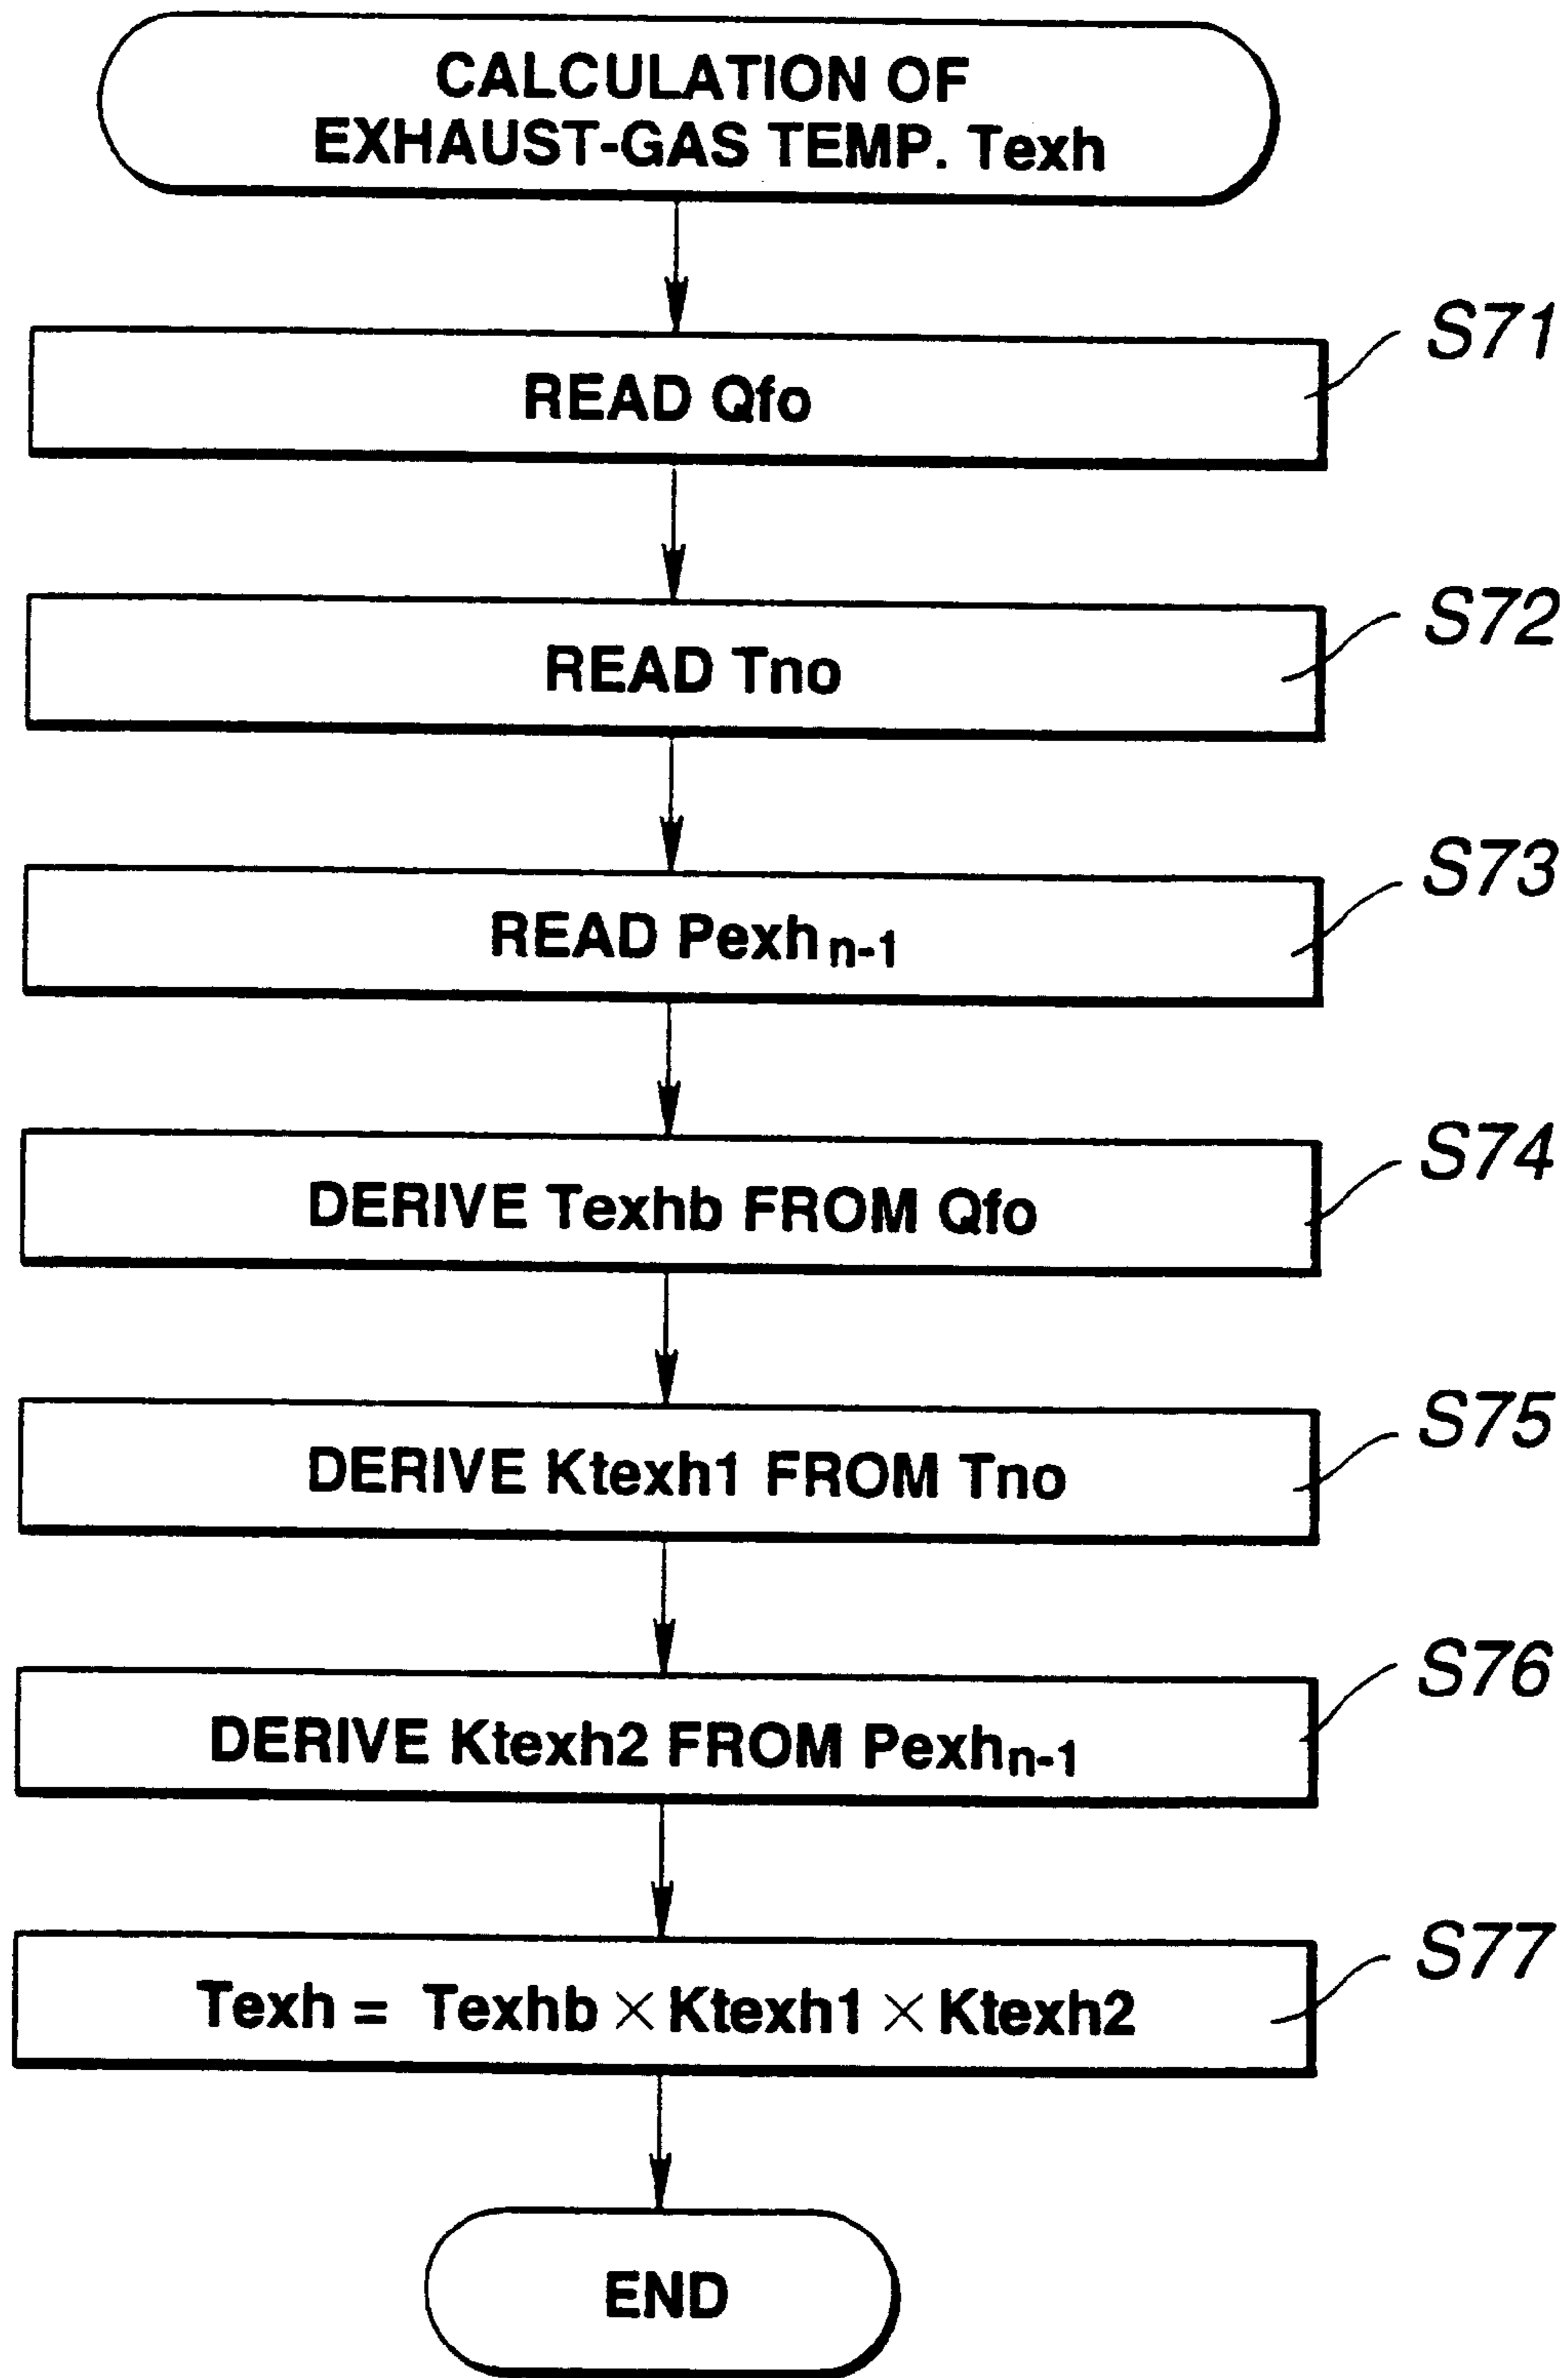 CALCULATION OF
EXHAUST-GAS TEMP. Texh
S71
READ Qfo
S72
READ Tno
S73
READ Pexhn-1
S74
DERIVE Texhb FROM Qfo
S75
DERIVE Ktexh1 FROM Tno
S76
DERIVE Ktexh2 FROM Pexhn-1
S77
Texh = Texhb × Ktexh1 × Ktexh2
END